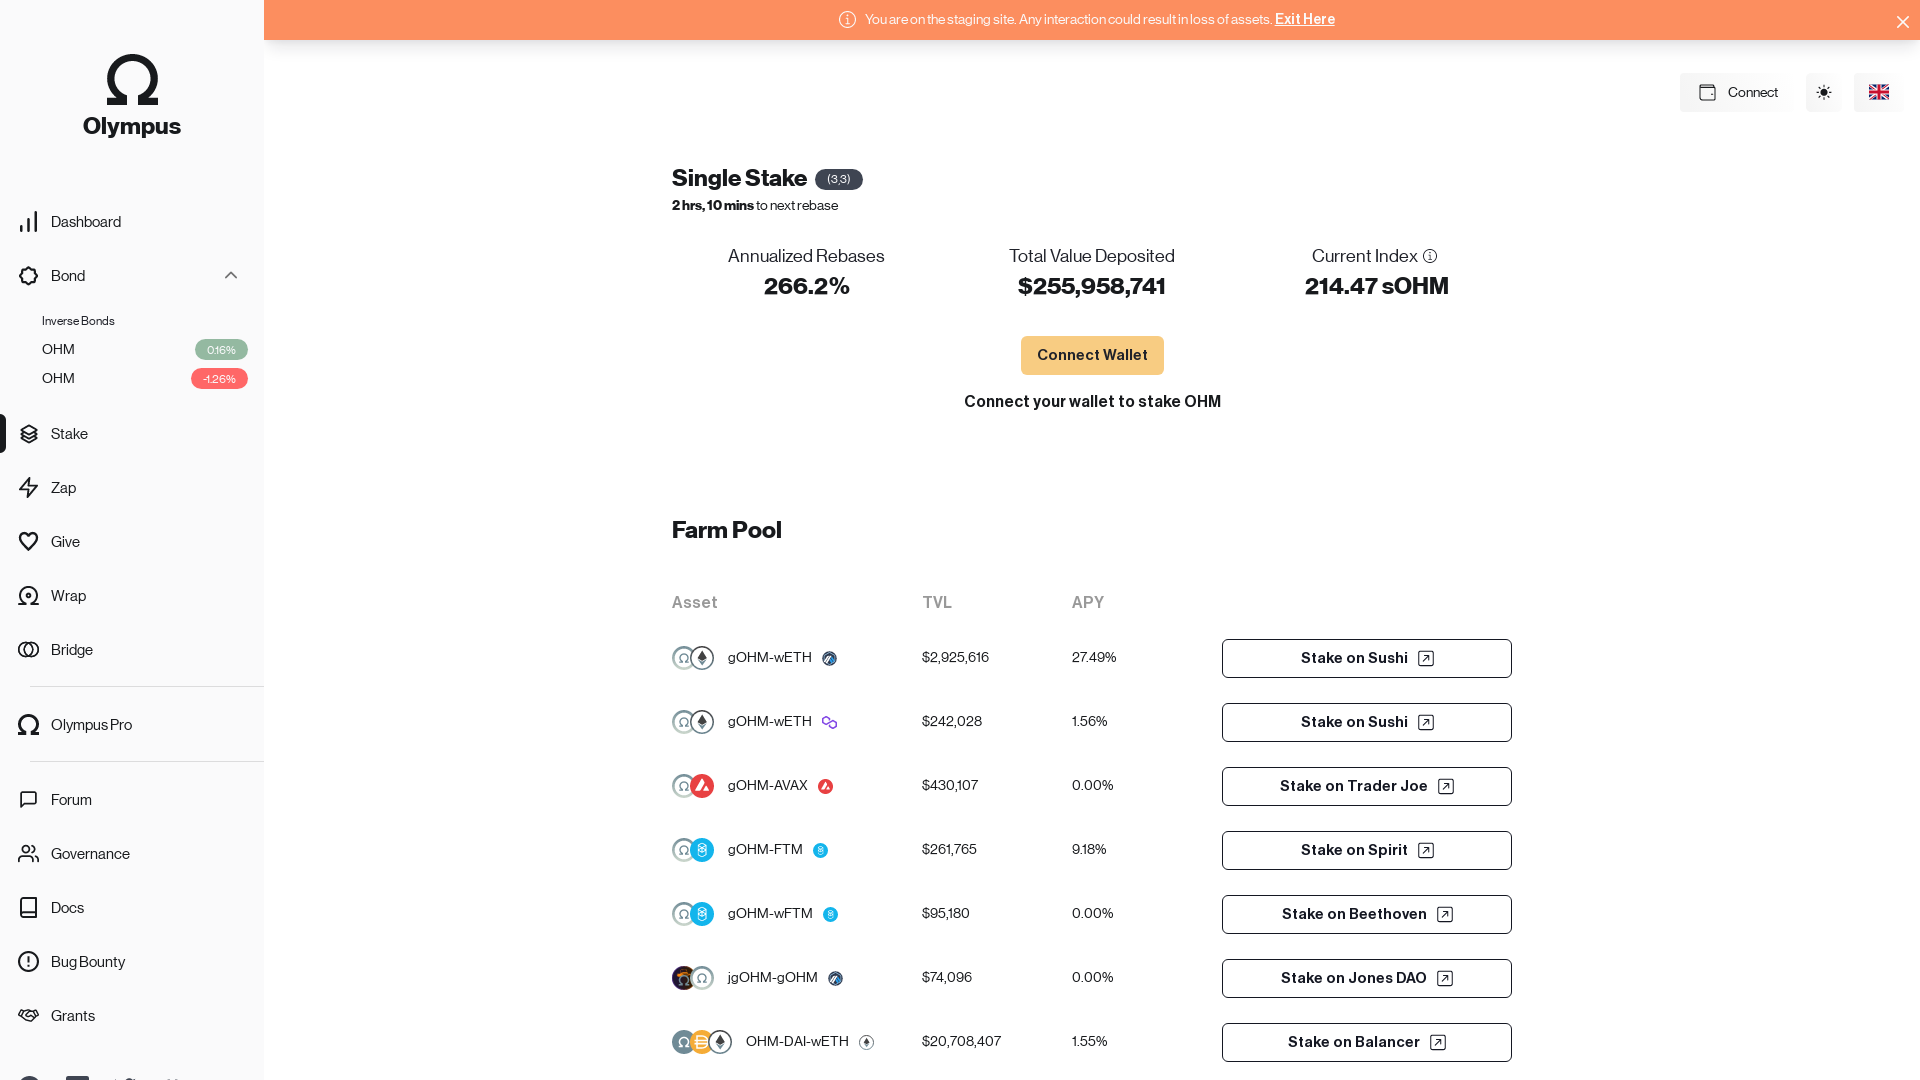 You are on the staging site. Any interaction could result in loss of assets. Exit Here
Olympus
Connect
Dashboard
Bond
Inverse Bonds
OHM 0.16%
OHM -1.26%
Stake
Zap
Give
Wrap
Bridge
Olympus Pro
Forum
Governance
Docs
Bug Bounty
Grants
Single Stake (3,3)
2 hrs, 10 mins to next rebase
Annualized Rebases
266.2%
Total Value Deposited
$255,958,741
Current Index
214.47 sOHM
Connect Wallet
Connect your wallet to stake OHM
Farm Pool
Asset TVL APY
gOHM-wETH $2,925,616 27.49% Stake on Sushi
gOHM-wETH $242,028 1.56% Stake on Sushi
gOHM-AVAX $430,107 0.00% Stake on Trader Joe
gOHM-FTM $261,765 9.18% Stake on Spirit
gOHM-wFTM $95,180 0.00% Stake on Beethoven
jgOHM-gOHM $74,096 0.00% Stake on Jones DAO
OHM-DAI-wETH $20,708,407 1.55% Stake on Balancer